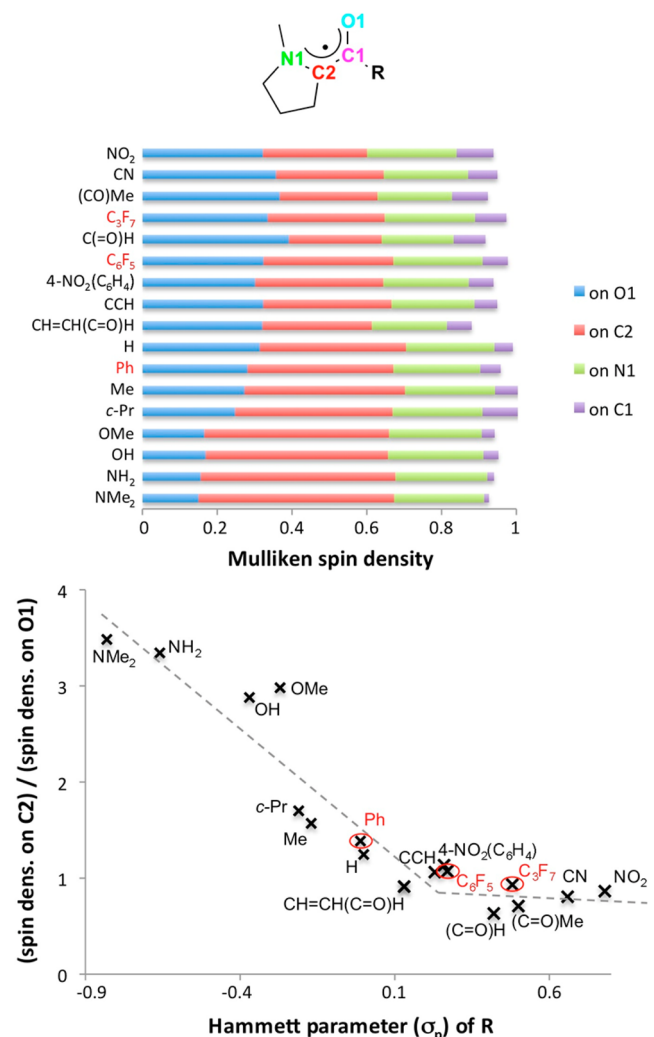 O1
N1
C2
C1
R
NO₂
CN
(CO)Me
C₃F₇
C(=O)H
C₆F₅
4-NO₂(C₆H₄)
CCH
CH=CH(C=O)H
H
Ph
Me
c-Pr
OMe
OH
NH₂
NMe₂
on O1
on C2
on N1
on C1
0 0.2 0.4 0.6 0.8 1
Mulliken spin density
(spin dens. on C2) / (spin dens. on O1)
4
3
2
1
0
NMe₂
NH₂
OH
OMe
c-Pr
Me
Ph
H
CCH
4-NO₂(C₆H₄)
C₆F₅
C₃F₇
CN
NO₂
CH=CH(C=O)H
(C=O)H
(C=O)Me
-0.9 -0.4 0.1 0.6
Hammett parameter (σₚ) of R